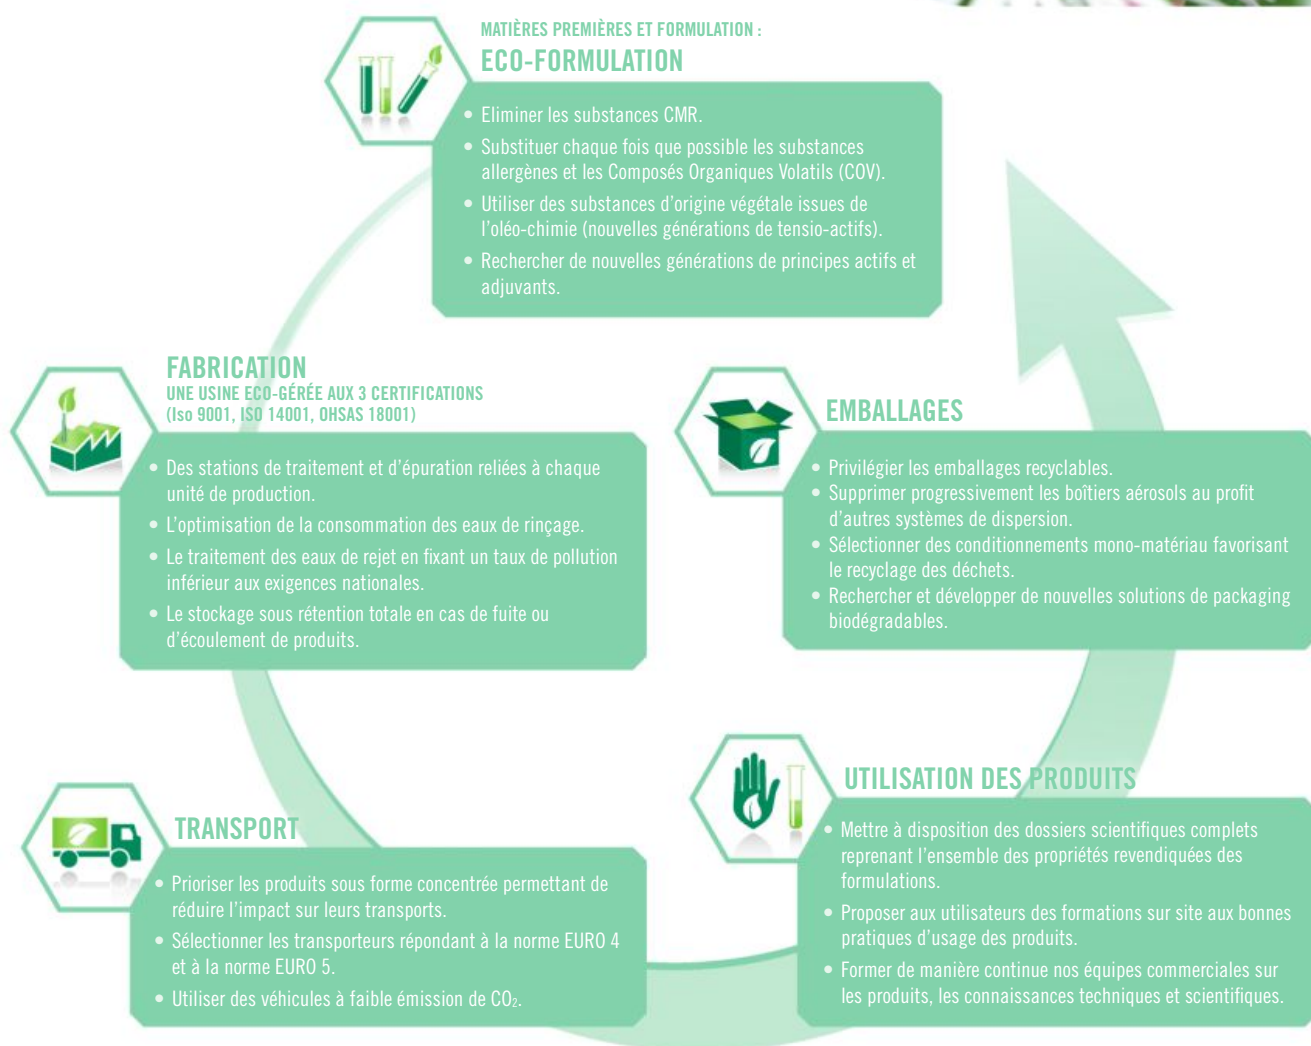 MATIÈRES PREMIÈRES ET FORMULATION :
ECO-FORMULATION
• Eliminer les substances CMR.
• Substituer chaque fois que possible les substances
allergènes et les Composés Organiques Volatils (COV).
• Utiliser des substances d'origine végétale issues de
l'oléo-chimie (nouvelles générations de tensio-actifs).
• Rechercher de nouvelles générations de principes actifs et
adjuvants.
FABRICATION
UNE USINE ECO-GÉRÉE AUX 3 CERTIFICATIONS
(Iso 9001, ISO 14001, OHSAS 18001)
• Des stations de traitement et d'épuration reliées à chaque
unité de production.
• L'optimisation de la consommation des eaux de rinçage.
• Le traitement des eaux de rejet en fixant un taux de pollution
inférieur aux exigences nationales.
• Le stockage sous rétention totale en cas de fuite ou
d'écoulement de produits.
EMBALLAGES
• Privilégier les emballages recyclables.
• Supprimer progressivement les boîtiers aérosols au profit
d'autres systèmes de dispersion.
• Sélectionner des conditionnements mono-matériau favorisant
le recyclage des déchets.
• Rechercher et développer de nouvelles solutions de packaging
biodégradables.
TRANSPORT
• Prioriser les produits sous forme concentrée permettant de
réduire l'impact sur leurs transports.
• Sélectionner les transporteurs répondant à la norme EURO 4
et à la norme EURO 5.
• Utiliser des véhicules à faible émission de CO₂.
UTILISATION DES PRODUITS
• Mettre à disposition des dossiers scientifiques complets
reprenant l'ensemble des propriétés revendiquées des
formulations.
• Proposer aux utilisateurs des formations sur site aux bonnes
pratiques d'usage des produits.
• Former de manière continue nos équipes commerciales sur
les produits, les connaissances techniques et scientifiques.